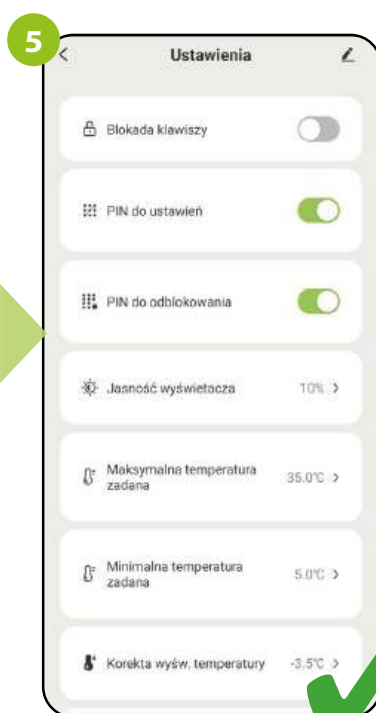 5
Ustawienia
Blokada klawiszy
PIN do ustawień
PIN do odblokowania
Jasność wyświetacza 10%
Maksymalna temperatura
zadana 35.0°C
Minimalna temperatura
zadana 5.0°C
Korekta wyśw. temperatury -3.5°C